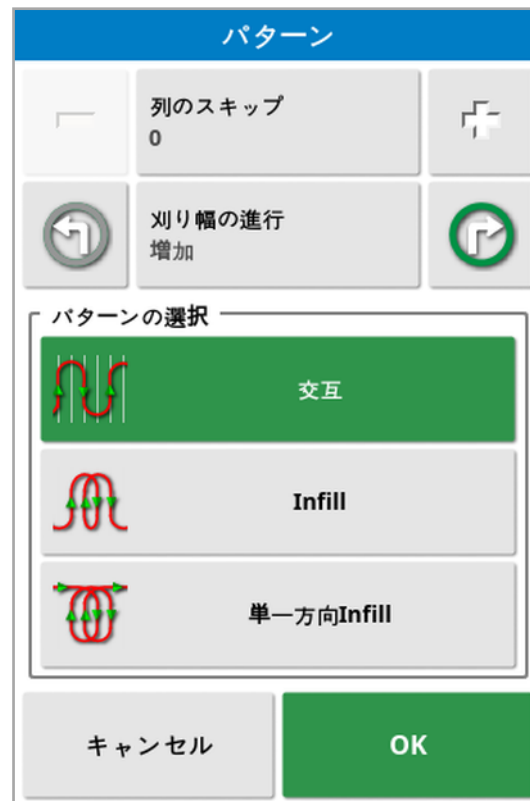 パターン
列のスキップ
0
刈り幅の進行
増加
パターンの選択
交互
Infill
単一方向Infill
キャンセル
OK